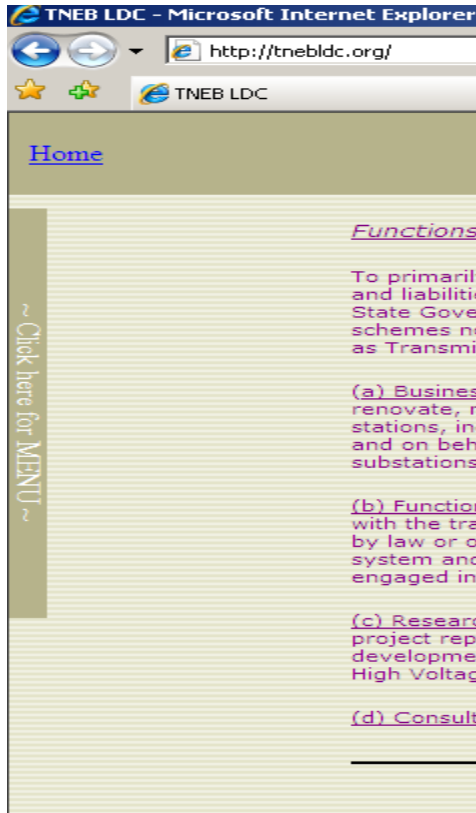 TNEB LDC - Microsoft Internet Explorer
http://tnebldc.org/
TNEB LDC
Home
~ Click here for MENU ~
Functions
To primaril
and liabiliti
State Gove
schemes n
as Transmi
(a) Busines
renovate, r
stations, in
and on beh
substations
(b) Function
with the tra
by law or o
system and
engaged in
(c) Researc
project rep
developme
High Voltag
(d) Consult